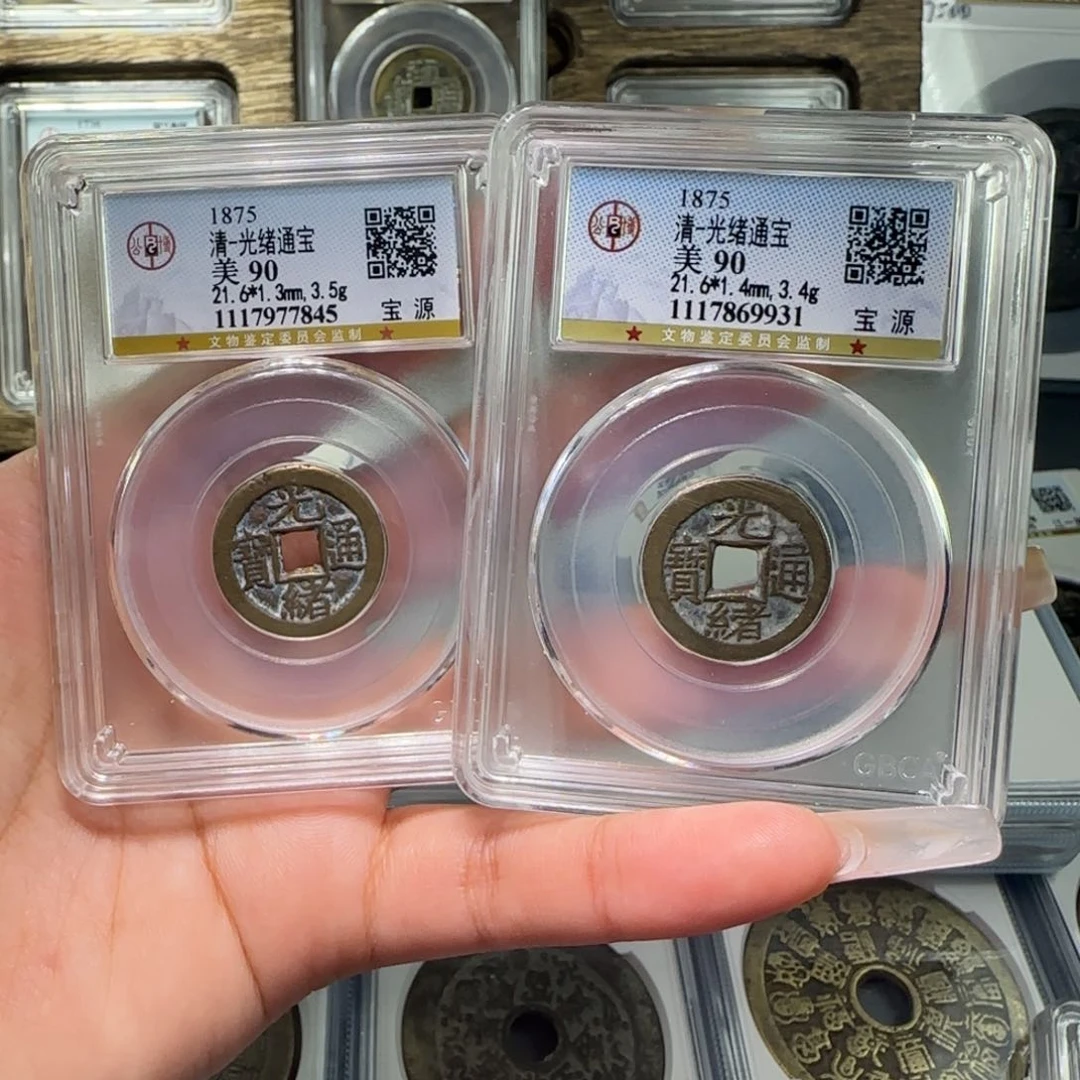 1875
清-光绪通宝
美 90
21.6*1.3mm, 3.5g
1117977845
宝 源
文物鉴定委员会监制
1875
清-光绪通宝
美 90
21.6*1.4mm, 3.4g
1117869931
宝 源
文物鉴定委员会监制
光
寶 通
緒
光
寶 通
緒
GBCA
7500